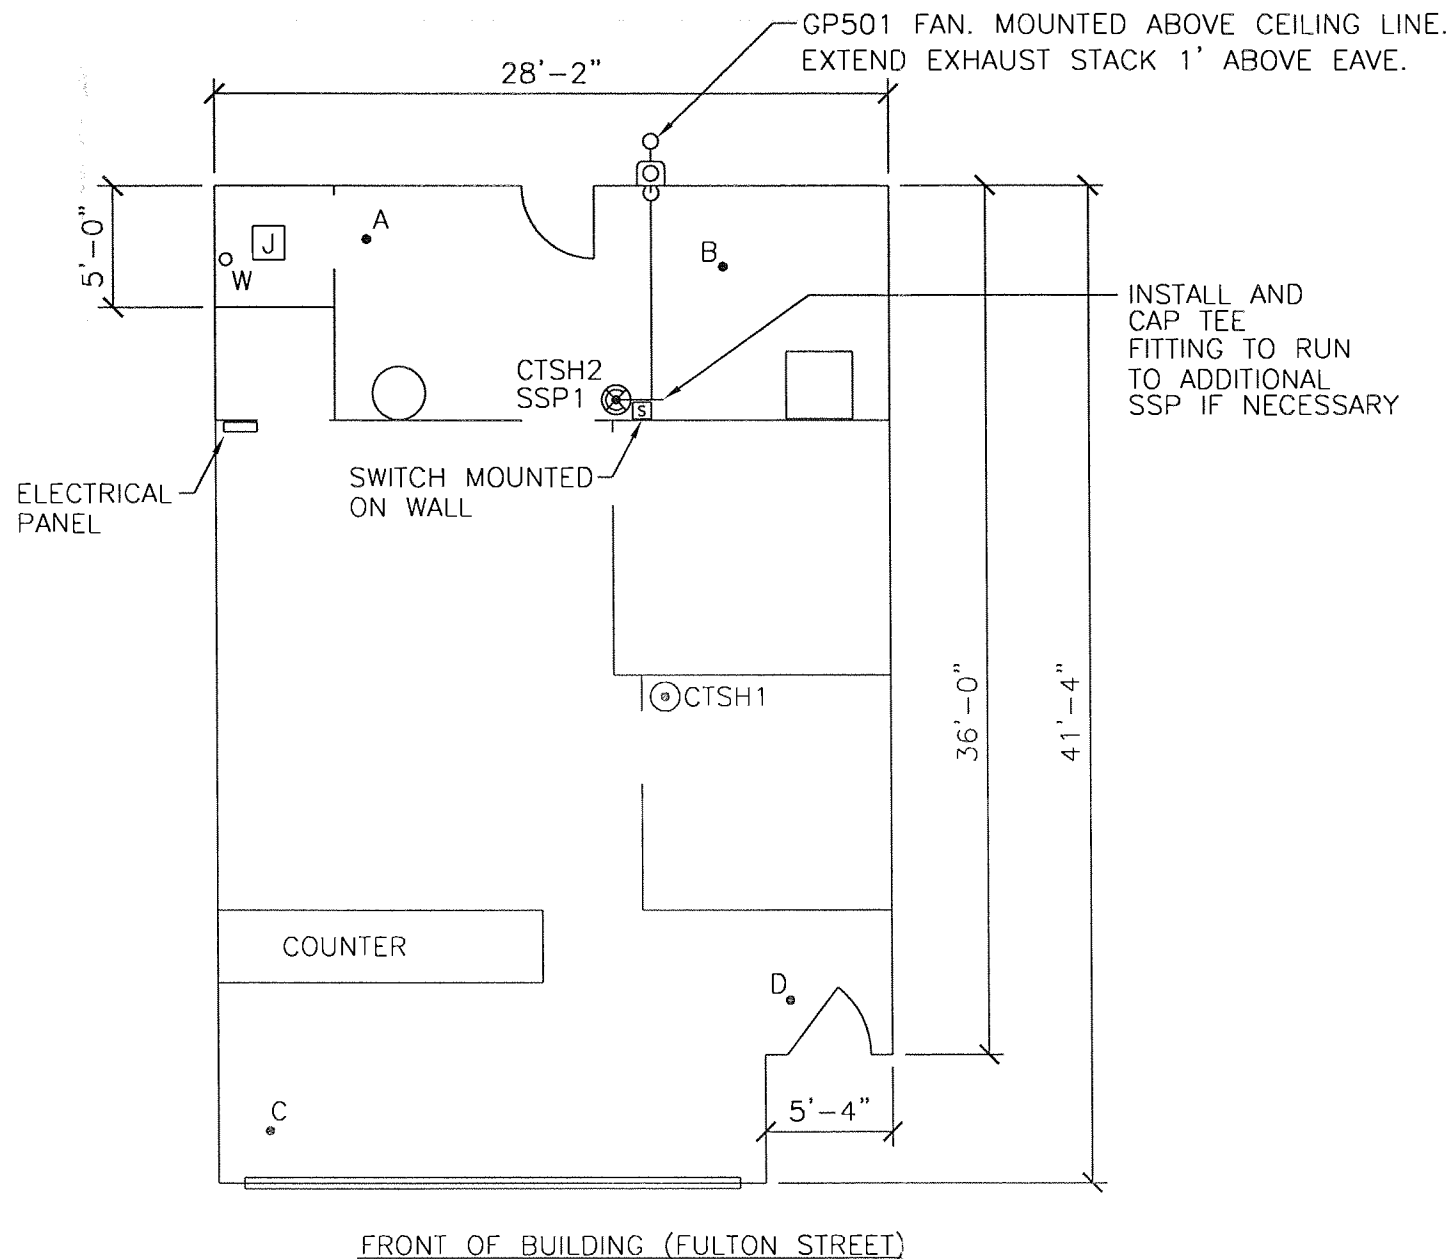 GP501 FAN. MOUNTED ABOVE CEILING LINE.
EXTEND EXHAUST STACK 1' ABOVE EAVE.
28'-2"
5'-0"
J
W
A
B
INSTALL AND
CAP TEE
FITTING TO RUN
TO ADDITIONAL
SSP IF NECESSARY
CTSH2
SSP1
S
SWITCH MOUNTED
ON WALL
ELECTRICAL
PANEL
CTSH1
36'-0"
41'-4"
COUNTER
D
5'-4"
C
FRONT OF BUILDING (FULTON STREET)